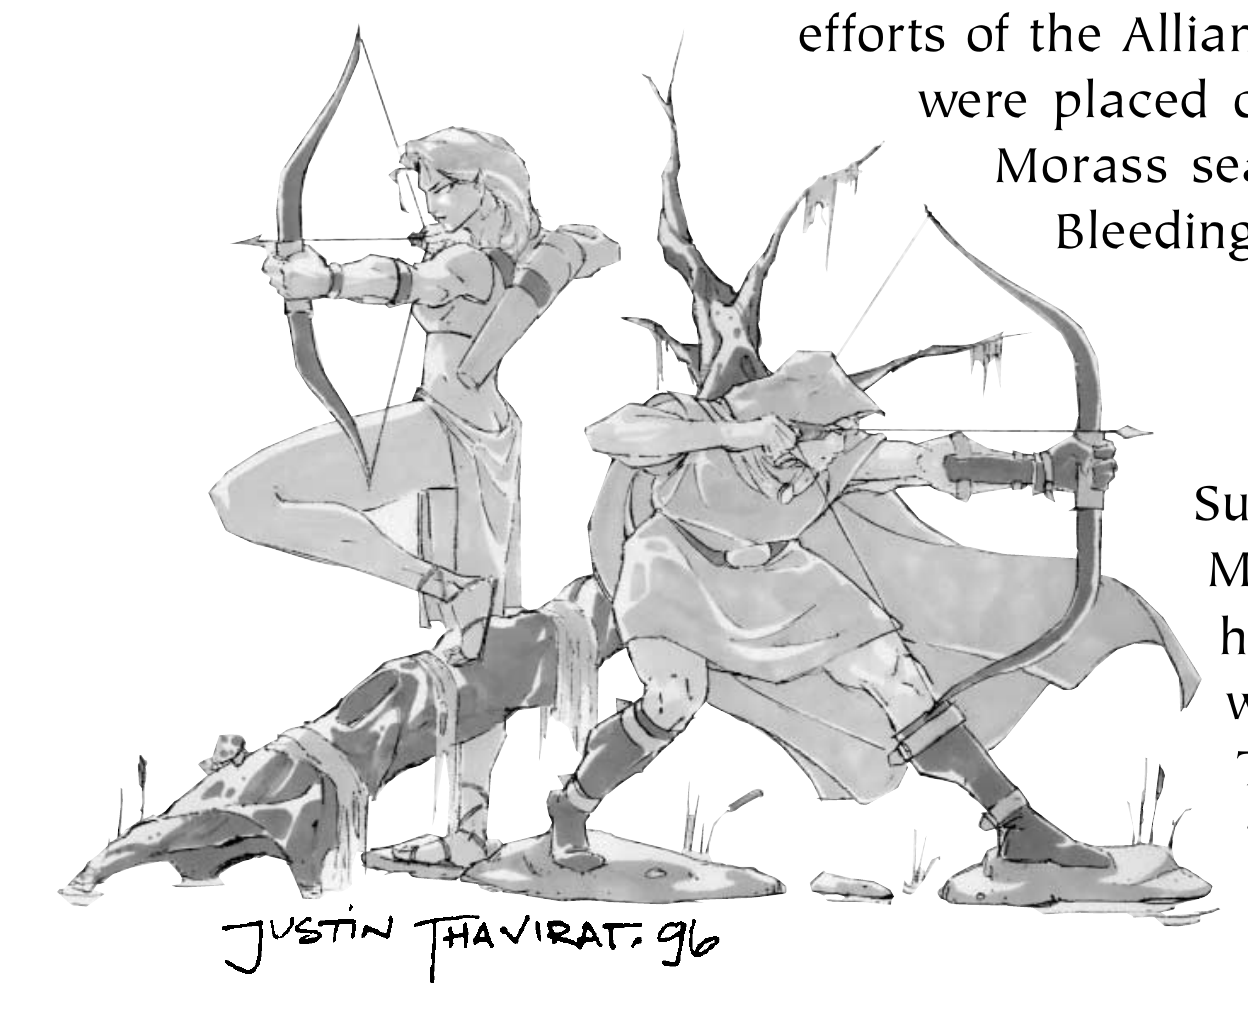 efforts of the Allian
were placed
Morass sea
Bleeding
Su
M
h
w
JUSTIN THAVIRAT. 96